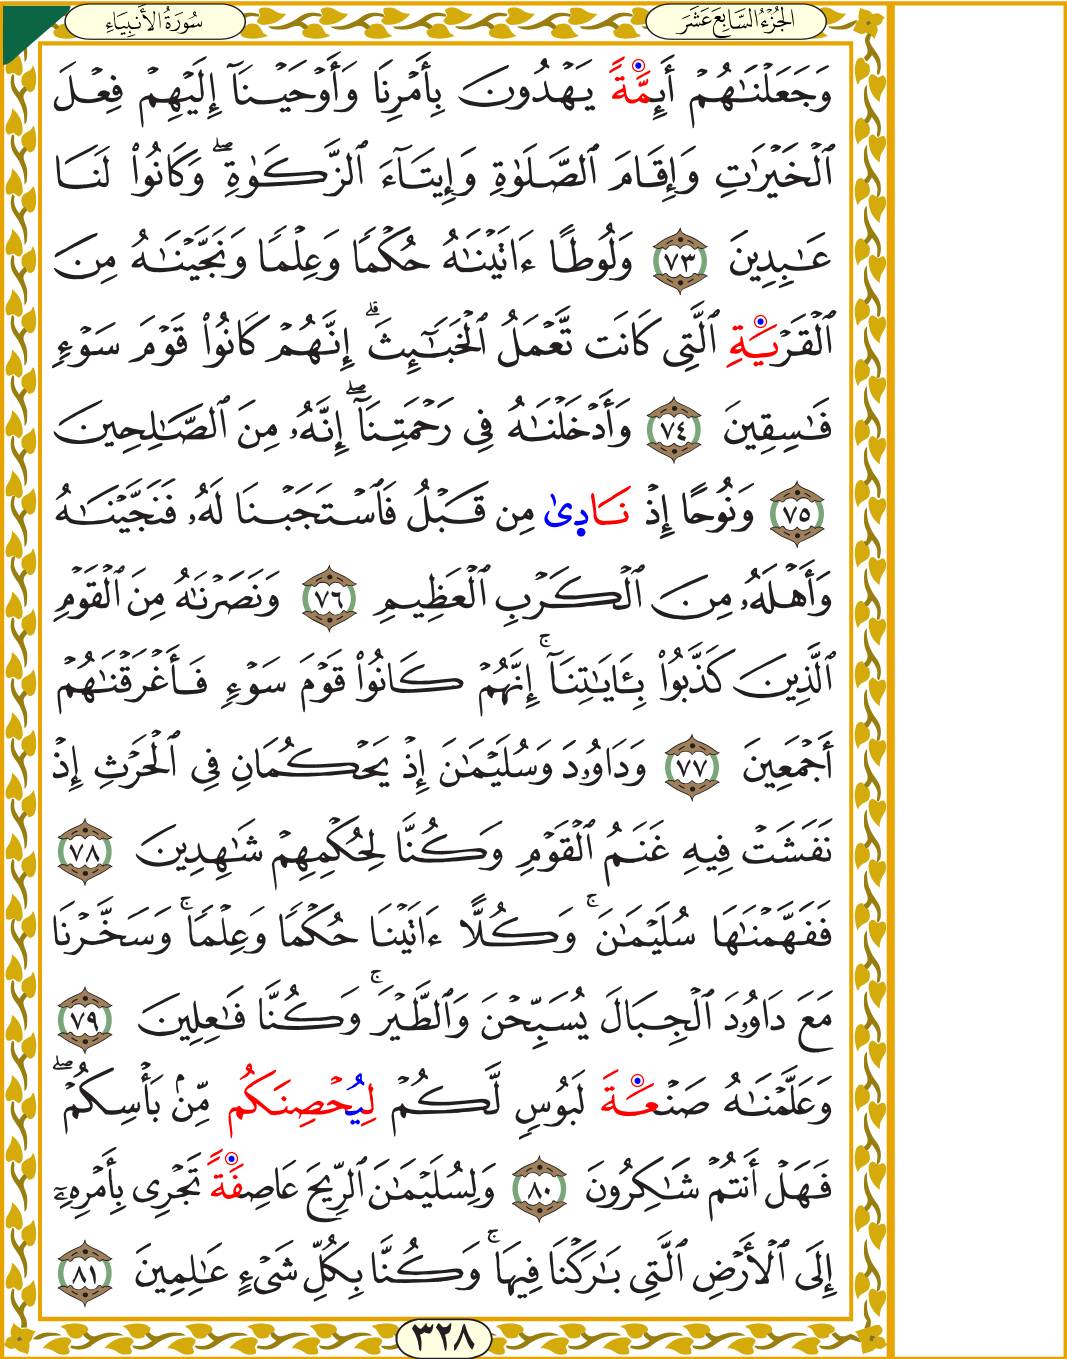 الجُزْءُ السَّابِعَ عَشَرَ
سُورَةُ الأَنبِيَاءِ
وَجَعَلْنَٰهُمْ أَئِمَّةً يَهْدُونَ بِأَمْرِنَا وَأَوْحَيْنَآ إِلَيْهِمْ فِعْلَ
ٱلْخَيْرَٰتِ وَإِقَامَ ٱلصَّلَوٰةِ وَإِيتَآءَ ٱلزَّكَوٰةِۖ وَكَانُوا۟ لَنَا
عَٰبِدِينَ ٧٣ وَلُوطًا ءَاتَيْنَٰهُ حُكْمًا وَعِلْمًا وَنَجَّيْنَٰهُ مِنَ
ٱلْقَرْيَةِ ٱلَّتِى كَانَت تَّعْمَلُ ٱلْخَبَٰٓئِثَۗ إِنَّهُمْ كَانُوا۟ قَوْمَ سَوْءٍ
فَٰسِقِينَ ٧٤ وَأَدْخَلْنَٰهُ فِى رَحْمَتِنَآۖ إِنَّهُۥ مِنَ ٱلصَّٰلِحِينَ
٧٥ وَنُوحًا إِذْ نَادِىٰ مِن قَبْلُ فَٱسْتَجَبْنَا لَهُۥ فَنَجَّيْنَٰهُ
وَأَهْلَهُۥ مِنَ ٱلْكَرْبِ ٱلْعَظِيمِ ٧٦ وَنَصَرْنَٰهُ مِنَ ٱلْقَوْمِ
ٱلَّذِينَ كَذَّبُوا۟ بِـَٔايَٰتِنَآۚ إِنَّهُمْ كَانُوا۟ قَوْمَ سَوْءٍ فَأَغْرَقْنَٰهُمْ
أَجْمَعِينَ ٧٧ وَدَاوُۥدَ وَسُلَيْمَٰنَ إِذْ يَحْكُمَانِ فِى ٱلْحَرْثِ إِذْ
نَفَشَتْ فِيهِ غَنَمُ ٱلْقَوْمِ وَكُنَّا لِحُكْمِهِمْ شَٰهِدِينَ ٧٨
فَفَهَّمْنَٰهَا سُلَيْمَٰنَۚ وَكُلًّا ءَاتَيْنَا حُكْمًا وَعِلْمًاۚ وَسَخَّرْنَا
مَعَ دَاوُۥدَ ٱلْجِبَالَ يُسَبِّحْنَ وَٱلطَّيْرَۚ وَكُنَّا فَٰعِلِينَ ٧٩
وَعَلَّمْنَٰهُ صَنْعَةَ لَبُوسٍ لَّكُمْ لِيُحْصِنَكُم مِّنۢ بَأْسِكُمْۖ
فَهَلْ أَنتُمْ شَٰكِرُونَ ٨٠ وَلِسُلَيْمَٰنَ ٱلرِّيحَ عَاصِفَةً تَجْرِى بِأَمْرِهِۦٓ
إِلَى ٱلْأَرْضِ ٱلَّتِى بَٰرَكْنَا فِيهَاۚ وَكُنَّا بِكُلِّ شَىْءٍ عَٰلِمِينَ ٨١
٣٢٨